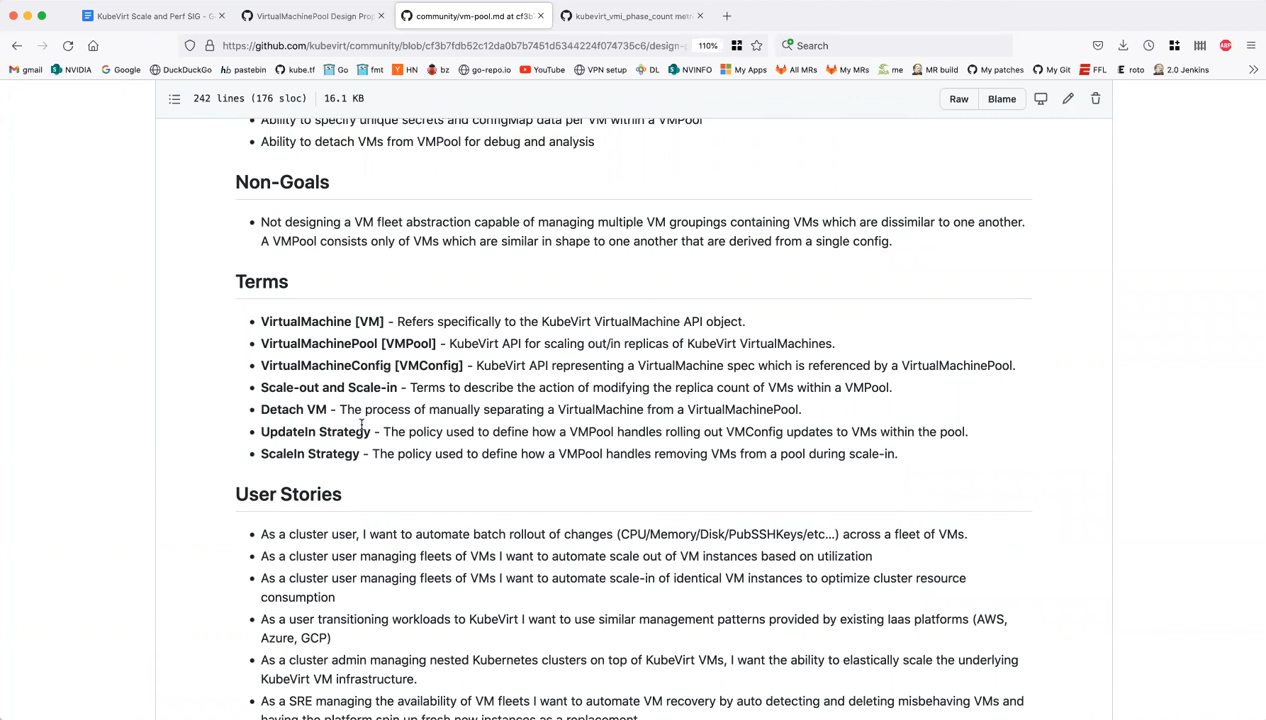 KubeVirt Scale and Perf SIG - G
VirtualMachinePool Design Prop
community/vm-pool.md at cf3b7
kubevirt_vmi_phase_count metr
https://github.com/kubevirt/community/blob/cf3b7fdb52c12da0b7b7451d5344224f074735c6/design-p
110%
Search
gmail
NVIDIA
Google
DuckDuckGo
pastebin
kube.tf
Go
fmt
HN
bz
go-repo.io
YouTube
VPN setup
DL
NVINFO
My Apps
All MRs
My MRs
me
MR build
My patches
My Git
FFL
roto
2.0 Jenkins
242 lines (176 sloc)
16.1 KB
Raw
Blame
Ability to specify unique secrets and configMap data per VM within a VMPool
Ability to detach VMs from VMPool for debug and analysis
Non-Goals
Not designing a VM fleet abstraction capable of managing multiple VM groupings containing VMs which are dissimilar to one another.
A VMPool consists only of VMs which are similar in shape to one another that are derived from a single config.
Terms
VirtualMachine [VM] - Refers specifically to the KubeVirt VirtualMachine API object.
VirtualMachinePool [VMPool] - KubeVirt API for scaling out/in replicas of KubeVirt VirtualMachines.
VirtualMachineConfig [VMConfig] - KubeVirt API representing a VirtualMachine spec which is referenced by a VirtualMachinePool.
Scale-out and Scale-in - Terms to describe the action of modifying the replica count of VMs within a VMPool.
Detach VM - The process of manually separating a VirtualMachine from a VirtualMachinePool.
UpdateIn Strategy - The policy used to define how a VMPool handles rolling out VMConfig updates to VMs within the pool.
ScaleIn Strategy - The policy used to define how a VMPool handles removing VMs from a pool during scale-in.
User Stories
As a cluster user, I want to automate batch rollout of changes (CPU/Memory/Disk/PubSSHKeys/etc...) across a fleet of VMs.
As a cluster user managing fleets of VMs I want to automate scale out of VM instances based on utilization
As a cluster user managing fleets of VMs I want to automate scale-in of identical VM instances to optimize cluster resource
consumption
As a user transitioning workloads to KubeVirt I want to use similar management patterns provided by existing Iaas platforms (AWS,
Azure, GCP)
As a cluster admin managing nested Kubernetes clusters on top of KubeVirt VMs, I want the ability to elastically scale the underlying
KubeVirt VM infrastructure.
As a SRE managing the availability of VM fleets I want to automate VM recovery by auto detecting and deleting misbehaving VMs and
having the platform spin up fresh new instances as a replacement.